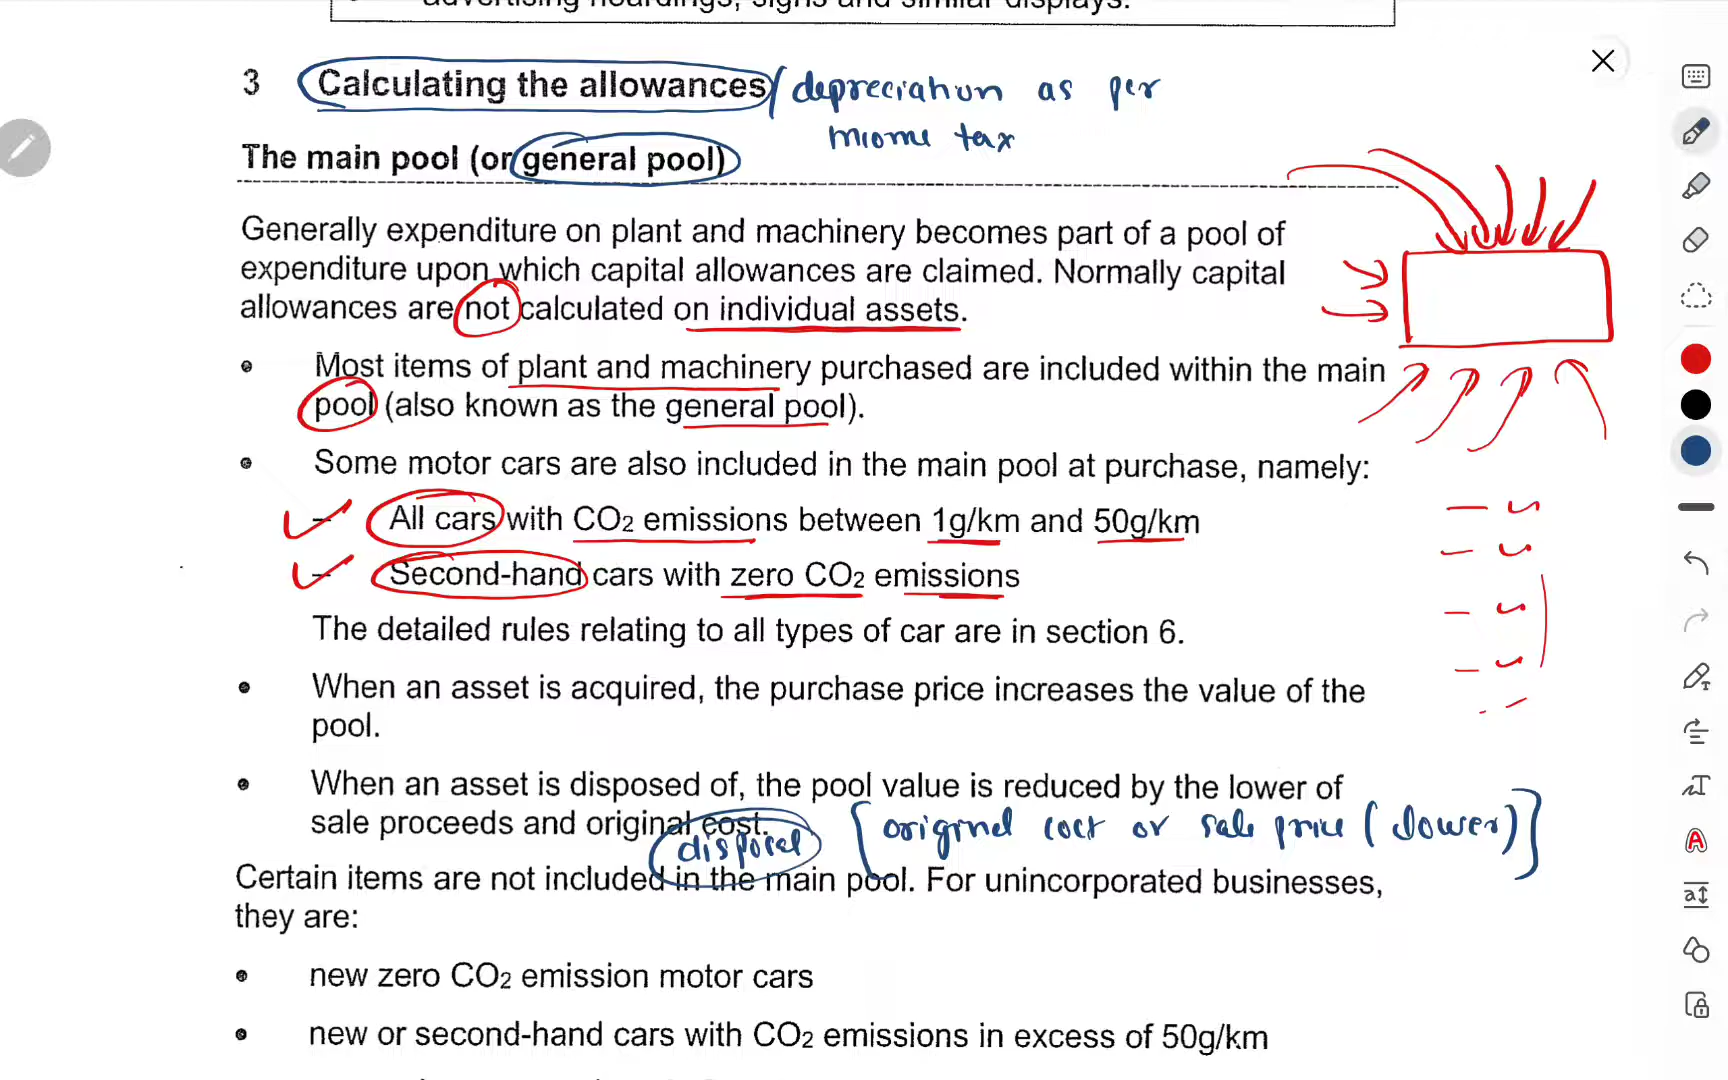 advertising hoardings, signs and similar displays.
3 Calculating the allowances / depreciation as per
income tax
The main pool (or general pool)
Generally expenditure on plant and machinery becomes part of a pool of
expenditure upon which capital allowances are claimed. Normally capital
allowances are not calculated on individual assets.
• Most items of plant and machinery purchased are included within the main
pool (also known as the general pool).
• Some motor cars are also included in the main pool at purchase, namely:
– All cars with CO2 emissions between 1g/km and 50g/km
– Second-hand cars with zero CO2 emissions
The detailed rules relating to all types of car are in section 6.
• When an asset is acquired, the purchase price increases the value of the
pool.
• When an asset is disposed of, the pool value is reduced by the lower of
sale proceeds and original cost.
disposal [original cost or sale price (lower)]
Certain items are not included in the main pool. For unincorporated businesses,
they are:
• new zero CO2 emission motor cars
• new or second-hand cars with CO2 emissions in excess of 50g/km